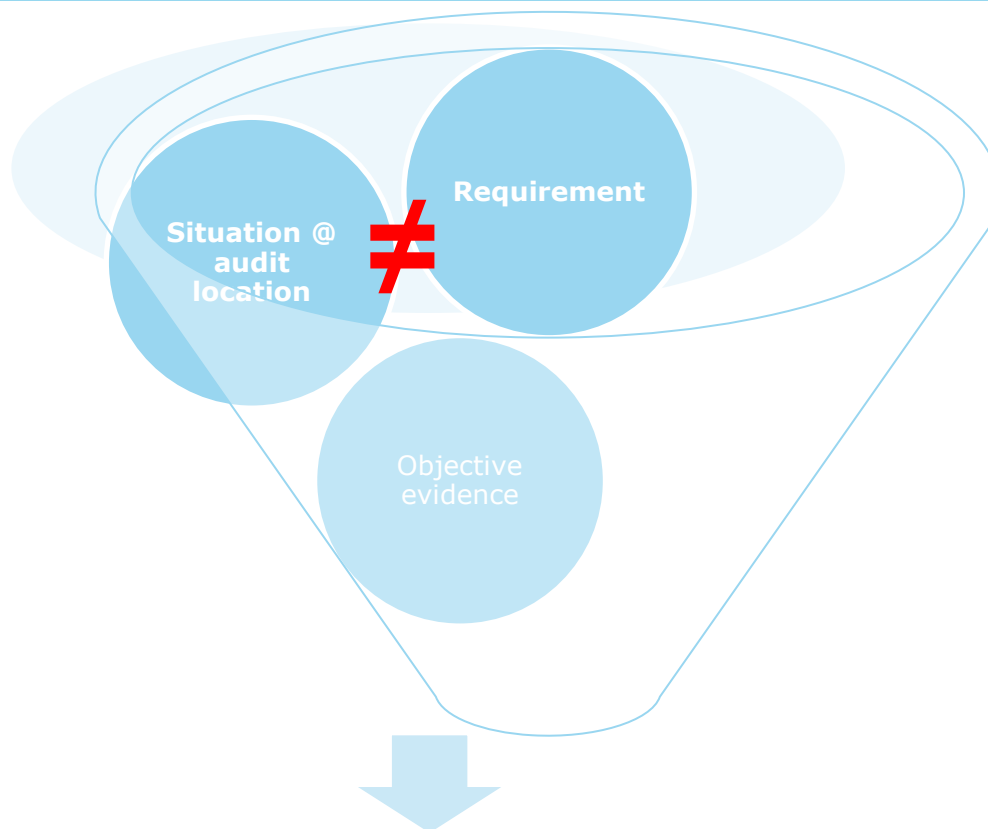 Requirement
Situation @
audit
location
≠
Objective
evidence